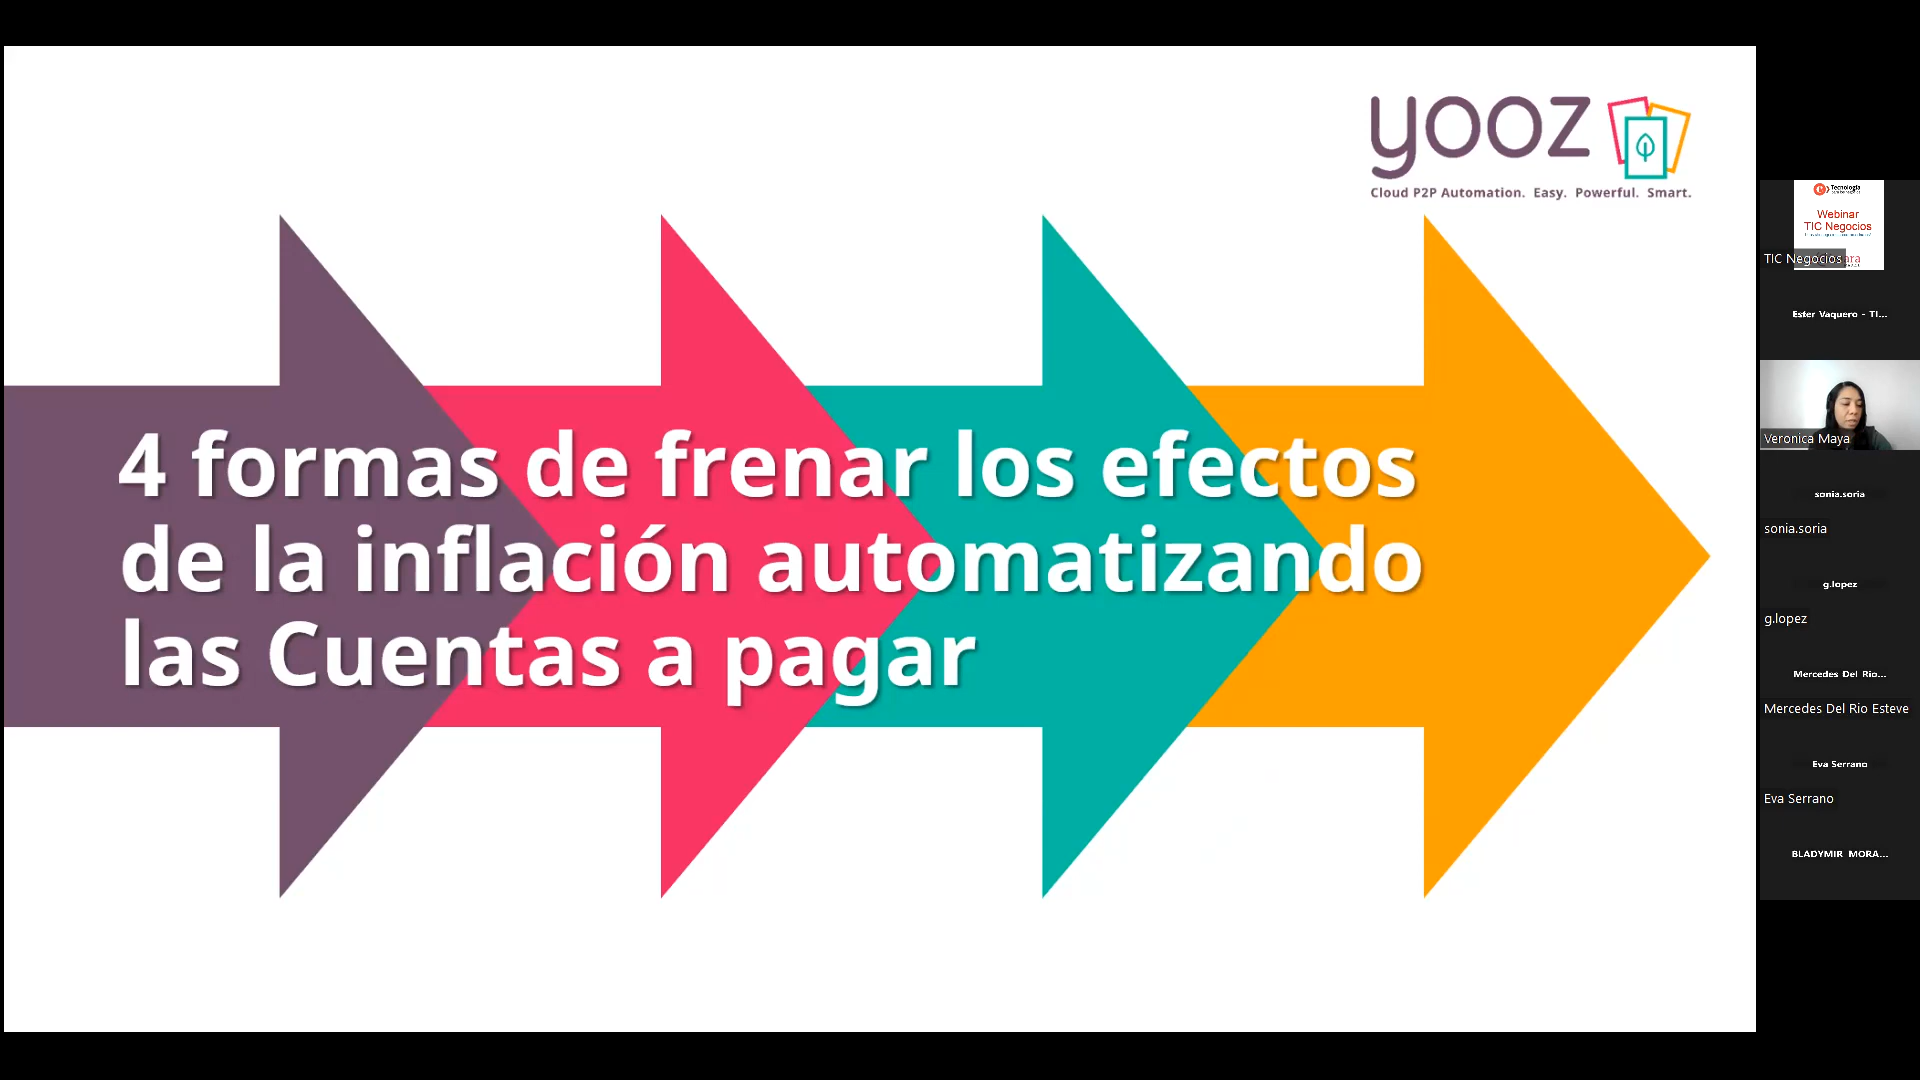 yooz
Cloud P2P Automation. Easy. Powerful. Smart.
4 formas de frenar los efectos
de la inflación automatizando
las Cuentas a pagar
Tecnología
Webinar
TIC Negocios
TIC Negocios
Ester Vaquero - TI...
Veronica Maya
sonia.soria
sonia.soria
g.lopez
g.lopez
Mercedes Del Rio...
Mercedes Del Rio Esteve
Eva Serrano
Eva Serrano
BLADYMIR MORA...